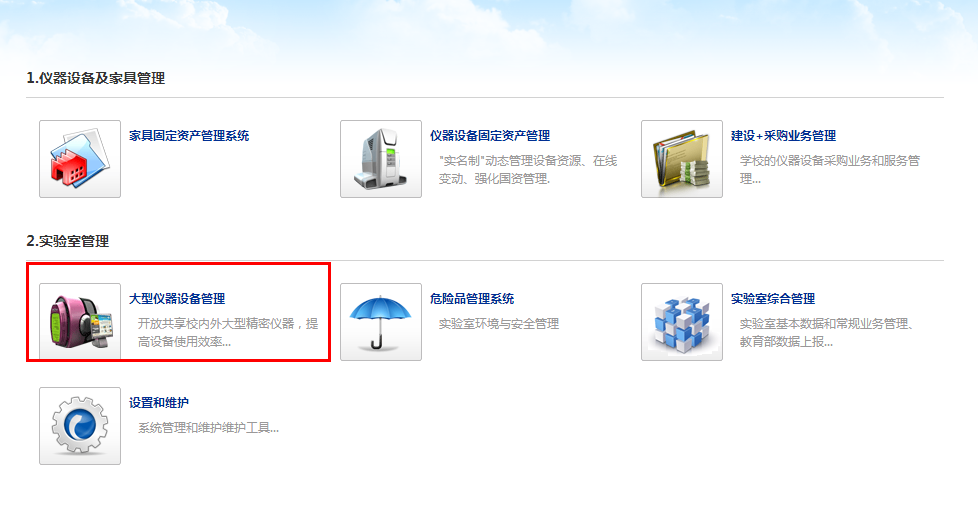 1.仪器设备及家具管理
家具固定资产管理系统
仪器设备固定资产管理
"实名制"动态管理设备资源、在线
变动、强化国资管理.
建设+采购业务管理
学校的仪器设备采购业务和服务管
理...
2.实验室管理
大型仪器设备管理
开放共享校内外大型精密仪器，提
高设备使用效率...
危险品管理系统
实验室环境与安全管理
实验室综合管理
实验室基本数据和常规业务管理、
教育部数据上报...
设置和维护
系统管理和维护维护工具...